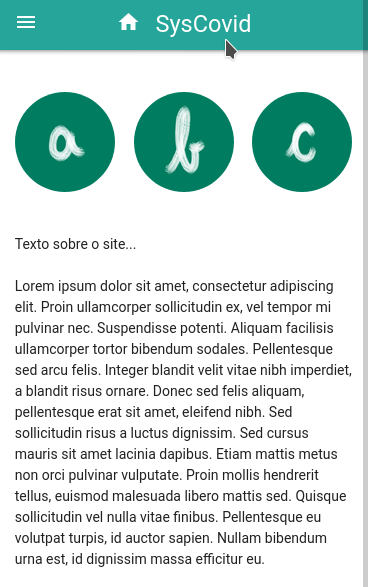 SysCovid
a b c
Texto sobre o site...
Lorem ipsum dolor sit amet, consectetur adipiscing
elit. Proin ullamcorper sollicitudin ex, vel tempor mi
pulvinar nec. Suspendisse potenti. Aliquam facilisis
ullamcorper tortor bibendum sodales. Pellentesque
sed arcu felis. Integer blandit velit vitae nibh imperdiet,
a blandit risus ornare. Donec sed felis aliquam,
pellentesque erat sit amet, eleifend nibh. Sed
sollicitudin risus a luctus dignissim. Sed cursus
mauris sit amet lacinia dapibus. Etiam mattis metus
non orci pulvinar vulputate. Proin mollis hendrerit
tellus, euismod malesuada libero mattis sed. Quisque
sollicitudin vel nulla vitae finibus. Pellentesque eu
volutpat turpis, id auctor sapien. Nullam bibendum
urna est, id dignissim massa efficitur eu.